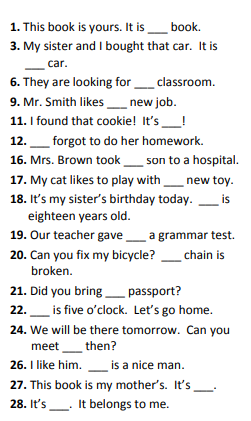 1. This book is yours. It is ___ book.
3. My sister and I bought that car. It is
___ car.
6. They are looking for ___ classroom.
9. Mr. Smith likes ___ new job.
11. I found that cookie! It's ___!
12. ___ forgot to do her homework.
16. Mrs. Brown took ___ son to a hospital.
17. My cat likes to play with ___ new toy.
18. It's my sister's birthday today. ___ is
eighteen years old.
19. Our teacher gave ___ a grammar test.
20. Can you fix my bicycle? ___ chain is
broken.
21. Did you bring ___ passport?
22. ___ is five o'clock. Let's go home.
24. We will be there tomorrow. Can you
meet ___ then?
26. I like him. ___ is a nice man.
27. This book is my mother's. It's ___.
28. It's ___. It belongs to me.